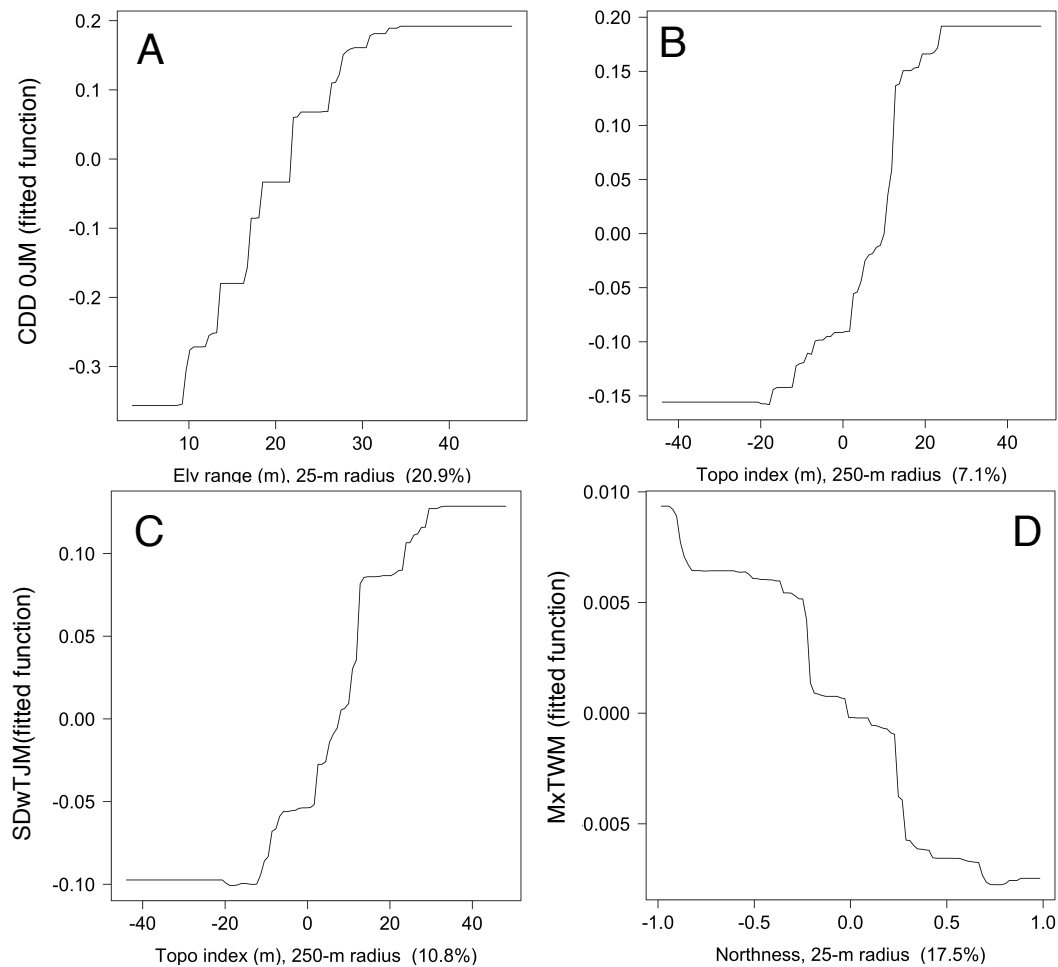 A
0.2
0.1
0.0
-0.1
-0.2
-0.3
CDD 0JM (fitted function)
10 20 30 40
Elv range (m), 25-m radius (20.9%)
B
0.20
0.15
0.10
0.05
0.00
-0.05
-0.10
-0.15
-40 -20 0 20 40
Topo index (m), 250-m radius (7.1%)
C
0.10
0.05
0.00
-0.05
-0.10
SDwTJM(fitted function)
-40 -20 0 20 40
Topo index (m), 250-m radius (10.8%)
D
0.010
0.005
0.000
0.005
MxTWM (fitted function)
-1.0 -0.5 0.0 0.5 1.0
Northness, 25-m radius (17.5%)